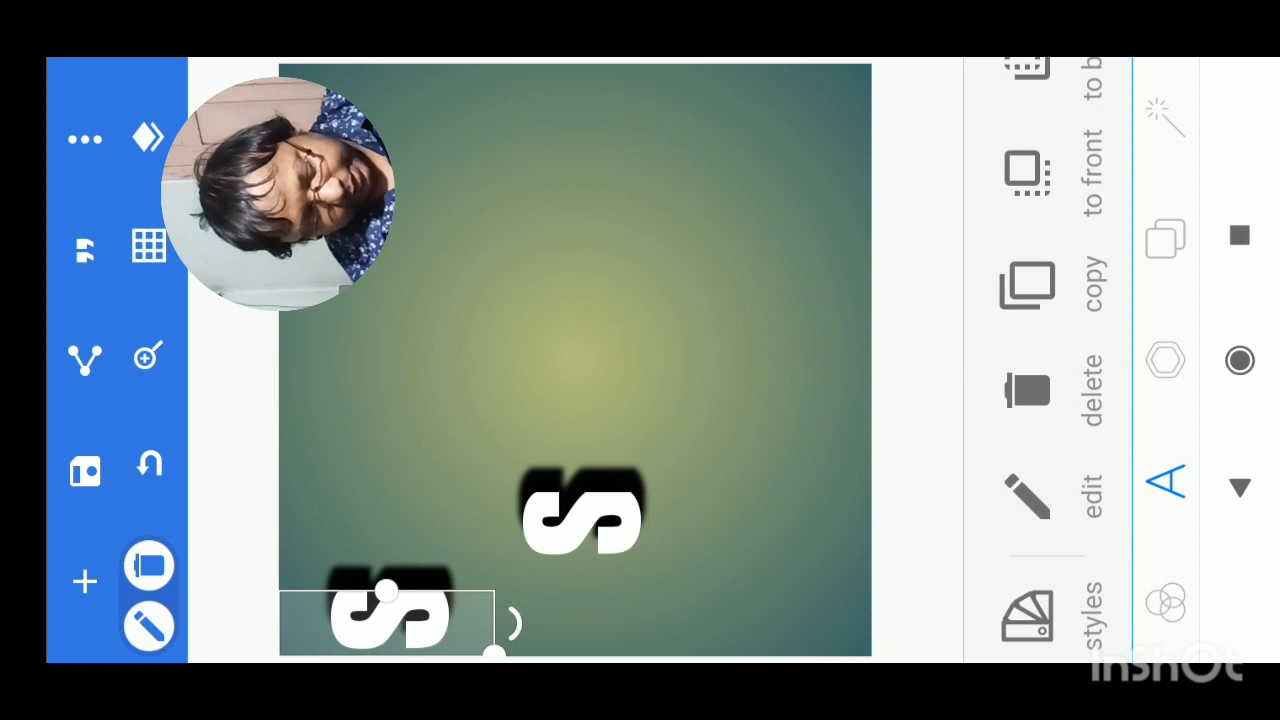 S
S
styles
edit
delete
copy
to front
to b
A
InShOt